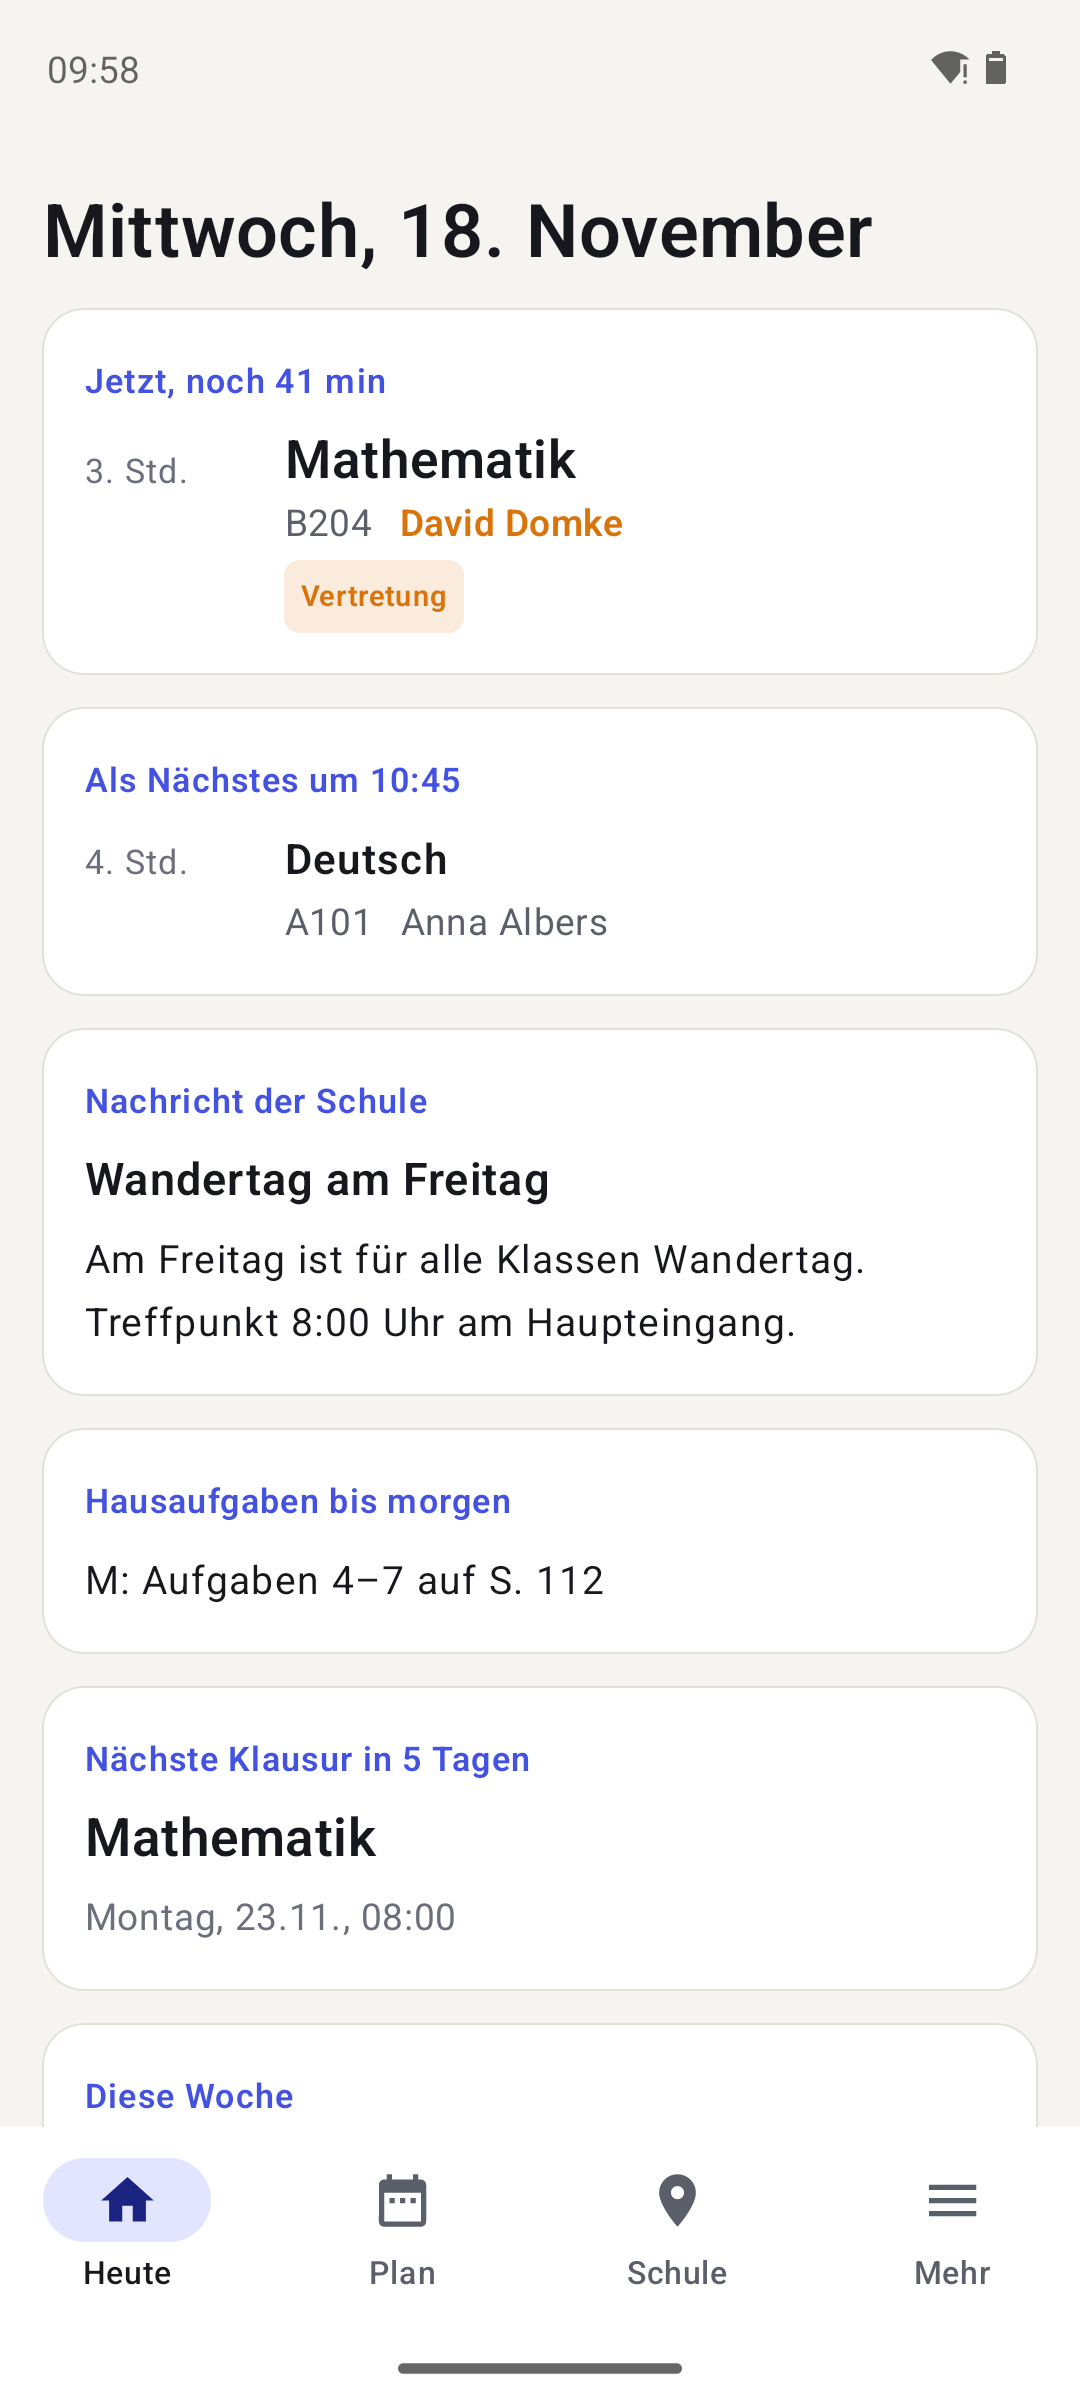 09:58
Mittwoch, 18. November
Jetzt, noch 41 min
3. Std. Mathematik
B204 David Domke
Vertretung
Als Nächstes um 10:45
4. Std. Deutsch
A101 Anna Albers
Nachricht der Schule
Wandertag am Freitag
Am Freitag ist für alle Klassen Wandertag.
Treffpunkt 8:00 Uhr am Haupteingang.
Hausaufgaben bis morgen
M: Aufgaben 4–7 auf S. 112
Nächste Klausur in 5 Tagen
Mathematik
Montag, 23.11., 08:00
Diese Woche
Heute Plan Schule Mehr